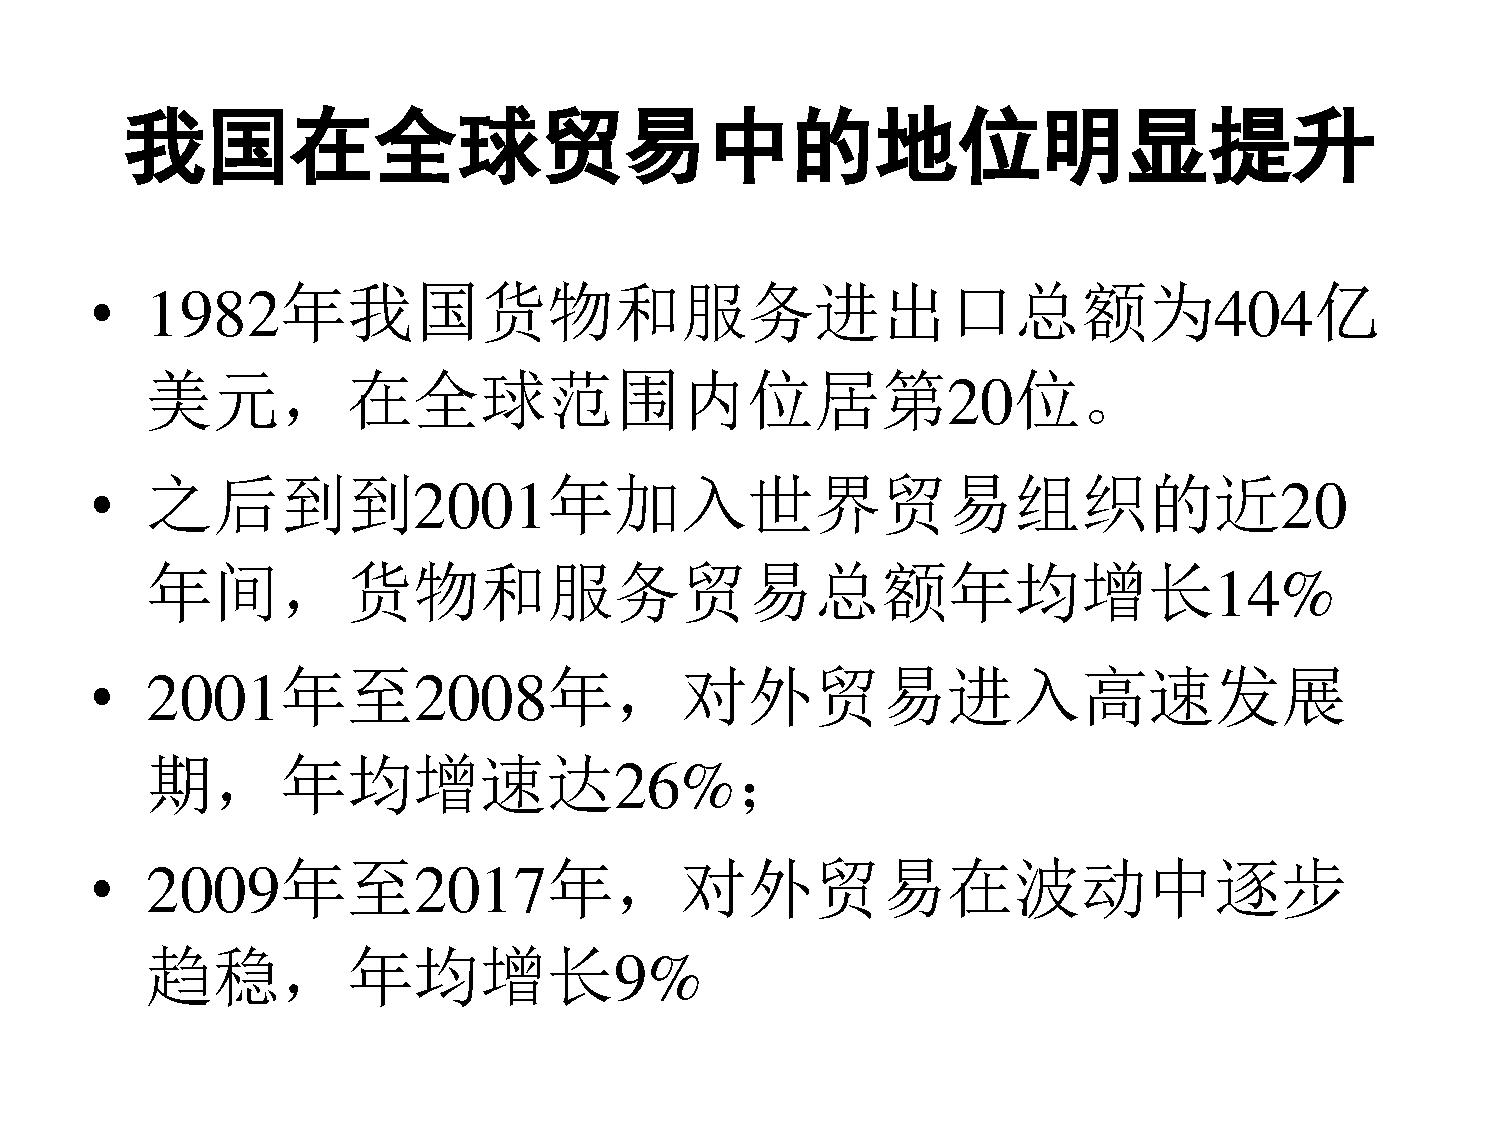 我国在全球贸易中的地位明显提升
• 1982年我国货物和服务进出口总额为404亿
美元，在全球范围内位居第20位。
• 之后到到2001年加入世界贸易组织的近20
年间，货物和服务贸易总额年均增长14%
• 2001年至2008年，对外贸易进入高速发展
期，年均增速达26%；
• 2009年至2017年，对外贸易在波动中逐步
趋稳，年均增长9%